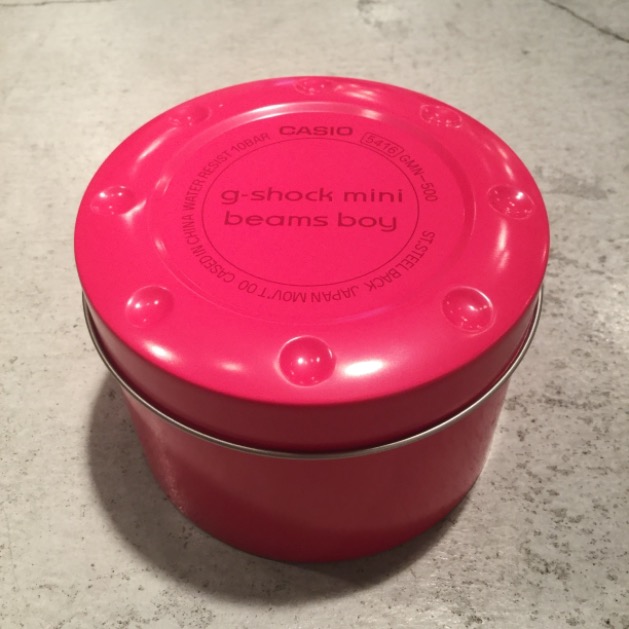 CASIO
5416 GMN-500
ST.STEEL BACK JAPAN MOV'T OO CASED IN CHINA WATER RESIST 10BAR
g-shock mini
beams boy